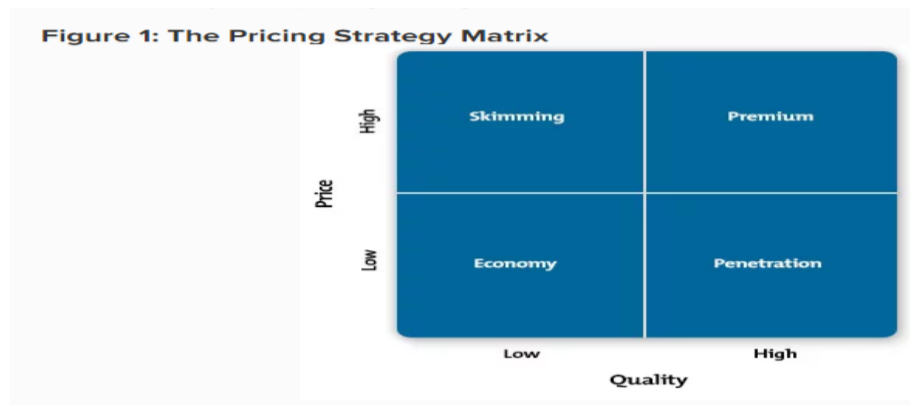 Figure 1: The Pricing Strategy Matrix
High
Skimming
Premium
Price
Low
Economy
Penetration
Low
High
Quality